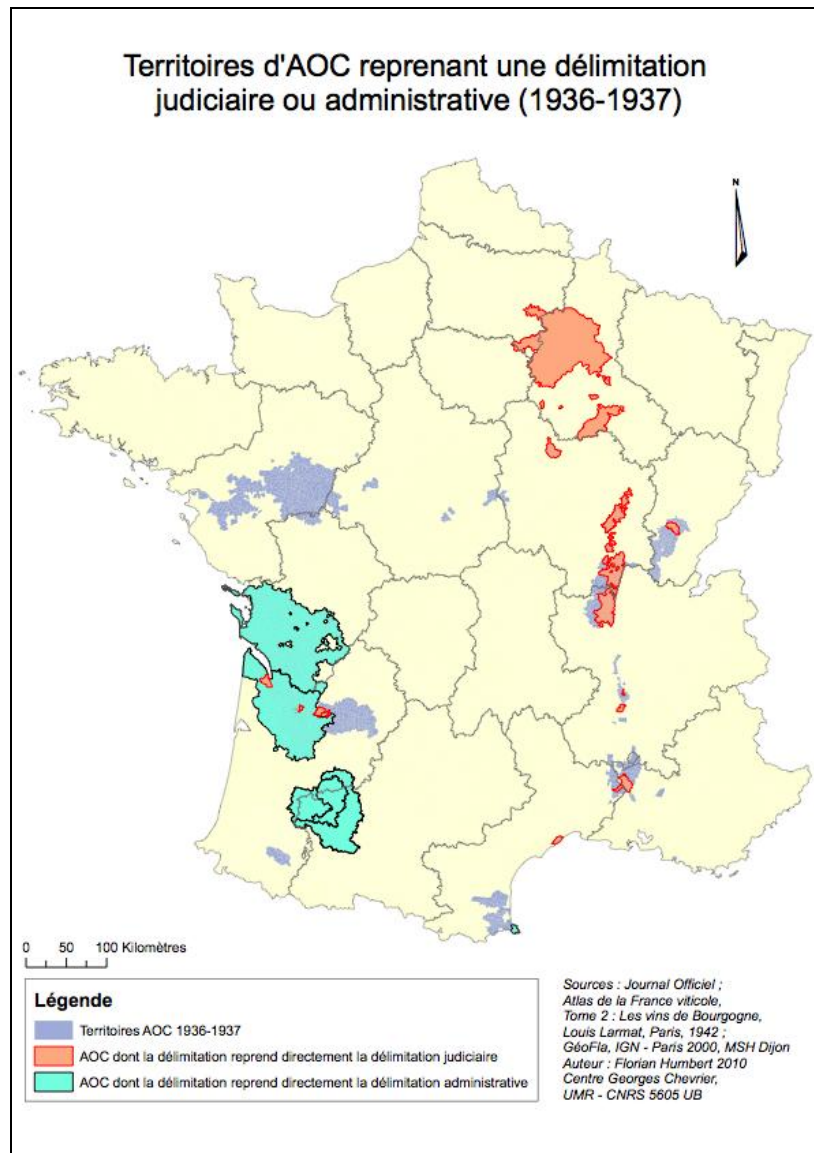 Territoires d'AOC reprenant une délimitation
judiciaire ou administrative (1936-1937)
N
0 50 100 Kilomètres
Légende
Territoires AOC 1936-1937
AOC dont la délimitation reprend directement la délimitation judiciaire
AOC dont la délimitation reprend directement la délimitation administrative
Sources : Journal Officiel ;
Atlas de la France viticole,
Tome 2 : Les vins de Bourgogne,
Louis Larmat, Paris, 1942 ;
GéoFla, IGN - Paris 2000, MSH Dijon
Auteur : Florian Humbert 2010
Centre Georges Chevrier,
UMR - CNRS 5605 UB